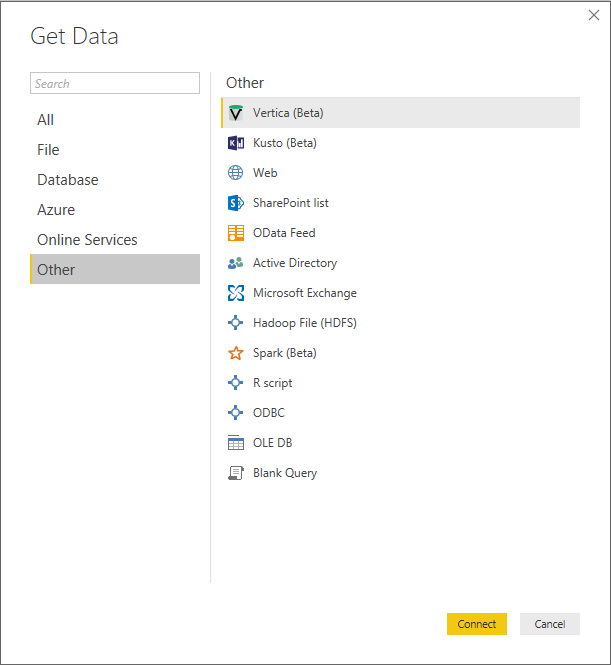 Get Data
Search
All
File
Database
Azure
Online Services
Other
Other
Vertica (Beta)
Kusto (Beta)
Web
SharePoint list
OData Feed
Active Directory
Microsoft Exchange
Hadoop File (HDFS)
Spark (Beta)
R script
ODBC
OLE DB
Blank Query
Connect
Cancel